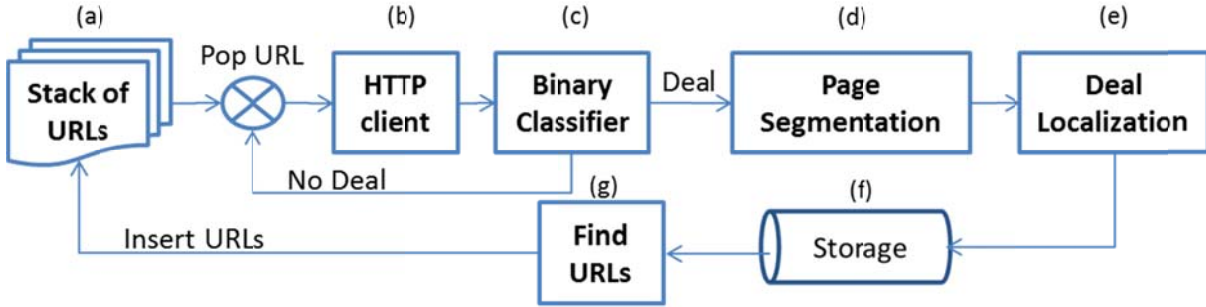 (a)
(b)
(c)
(d)
(e)
Pop URL
Stack of
URLs
HTTP
client
Binary
Classifier
Deal
Page
Segmentation
Deal
Localization
No Deal
(g)
(f)
Insert URLs
Find
URLs
Storage